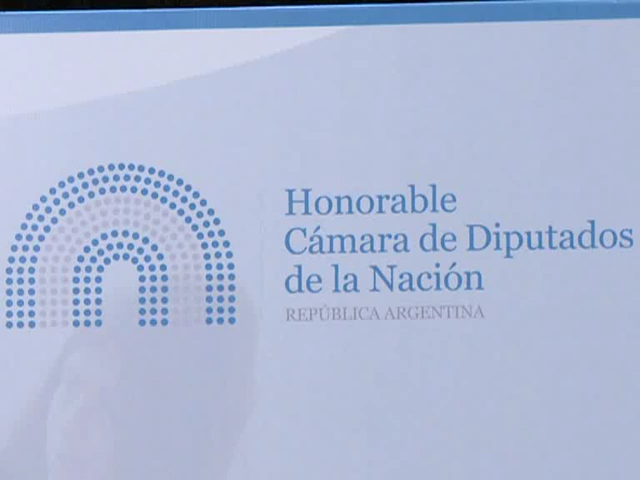 Honorable
Cámara de Diputados
de la Nación
REPÚBLICA ARGENTINA